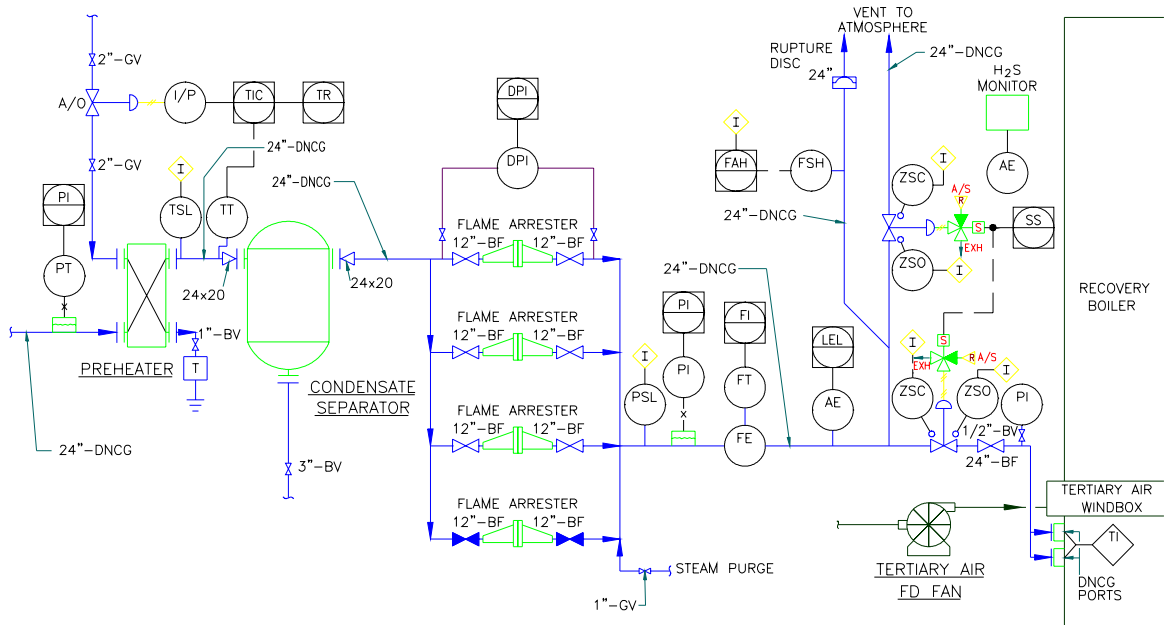 VENT TO
ATMOSPHERE
2"-GV
A/O
I/P
TIC
TR
DPI
RUPTURE
DISC
24"
24"-DNCG
H2S
MONITOR
2"-GV
24"-DNCG
I
DPI
I
FAH
FSH
I
ZSC
AE
PI
TSL
TT
24"-DNCG
A/S
R
S
SS
EXH
24"-DNCG
FLAME ARRESTER
12"-BF
12"-BF
PT
X
24x20
24x20
24"-DNCG
ZSO
I
RECOVERY
BOILER
1"-BV
PREHEATER
T
CONDENSATE
SEPARATOR
FLAME ARRESTER
12"-BF
12"-BF
PI
FI
LEL
S
I
EXH
R
A/S
I
I
PSL
PI
X
FT
AE
ZSC
ZSO
PI
24"-DNCG
3"-BV
FLAME ARRESTER
12"-BF
12"-BF
FE
24"-DNCG
1/2"-BV
24"-BF
FLAME ARRESTER
12"-BF
12"-BF
TERTIARY AIR
WINDBOX
TI
STEAM PURGE
1"-GV
TERTIARY AIR
FD FAN
DNCG
PORTS